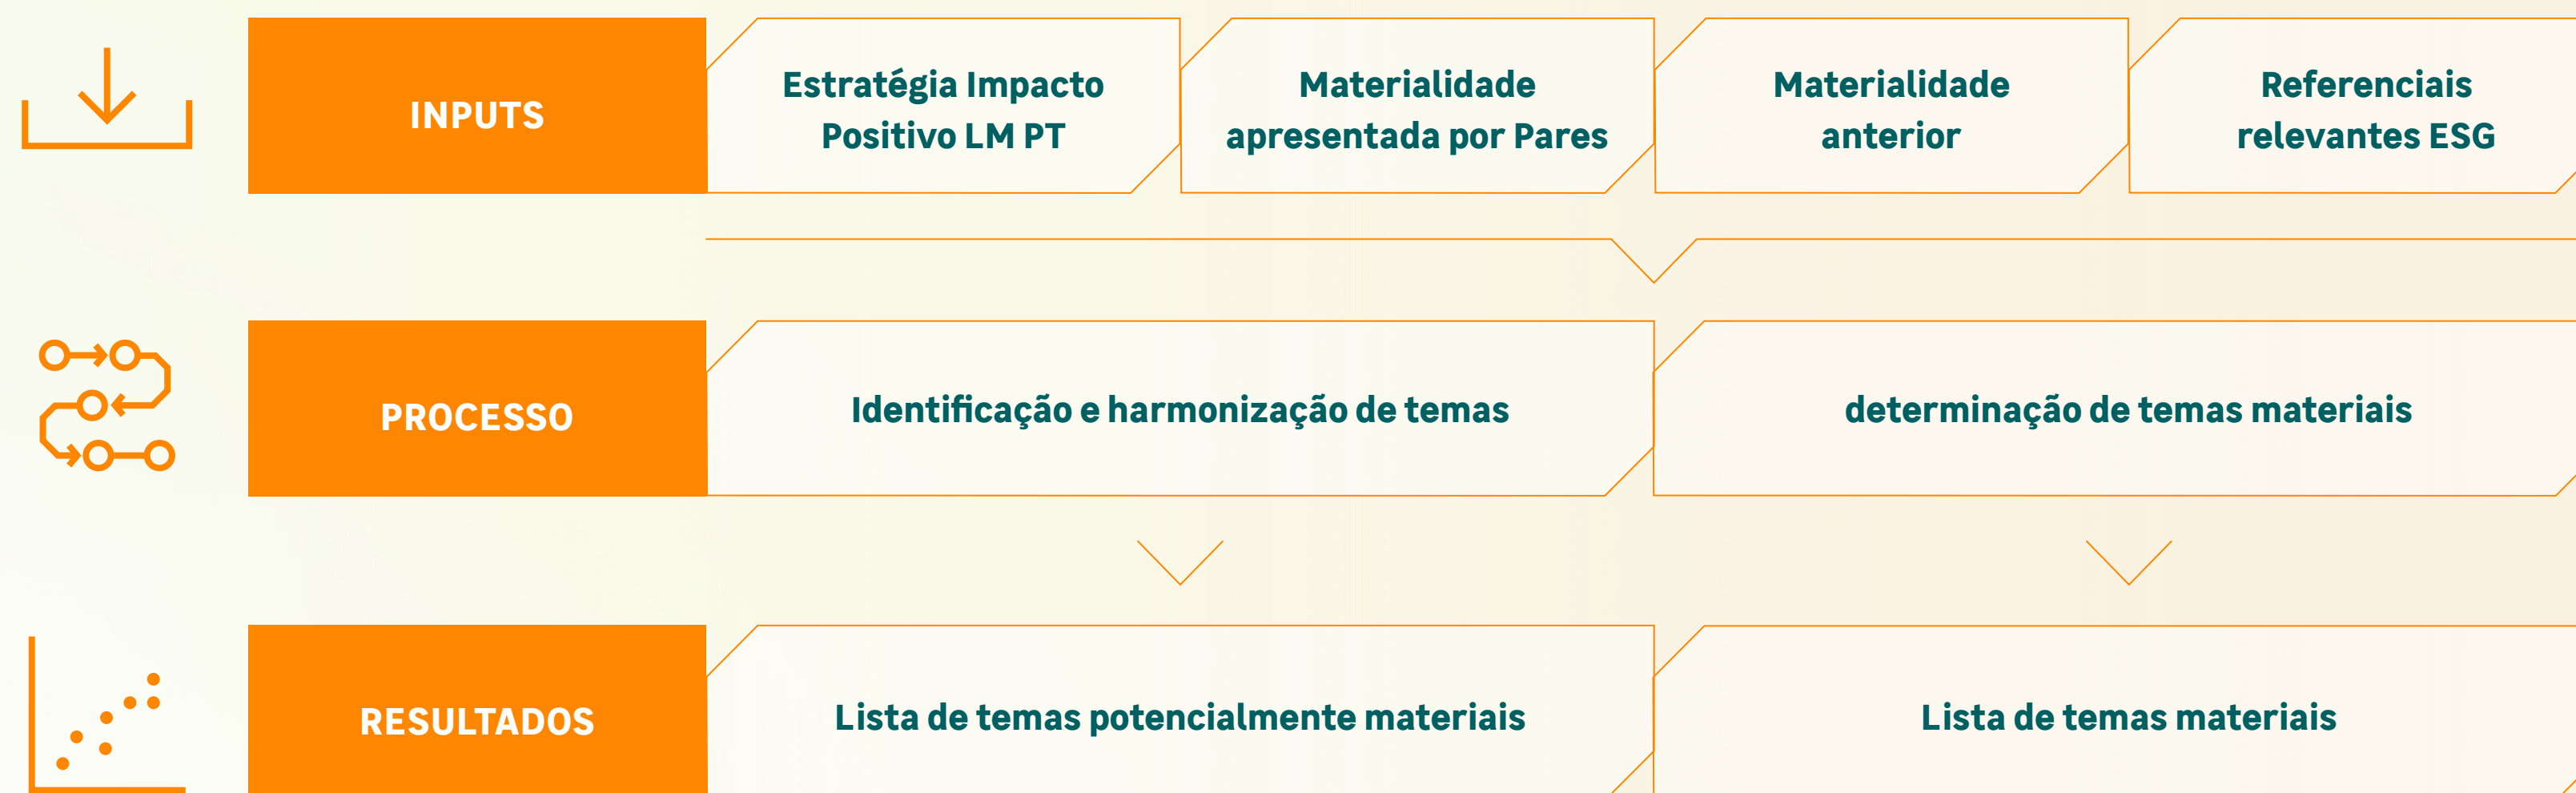 INPUTS
Estratégia Impacto
Positivo LM PT
Materialidade
apresentada por Pares
Materialidade
anterior
Referenciais
relevantes ESG
PROCESSO
Identificação e harmonização de temas
determinação de temas materiais
RESULTADOS
Lista de temas potencialmente materiais
Lista de temas materiais